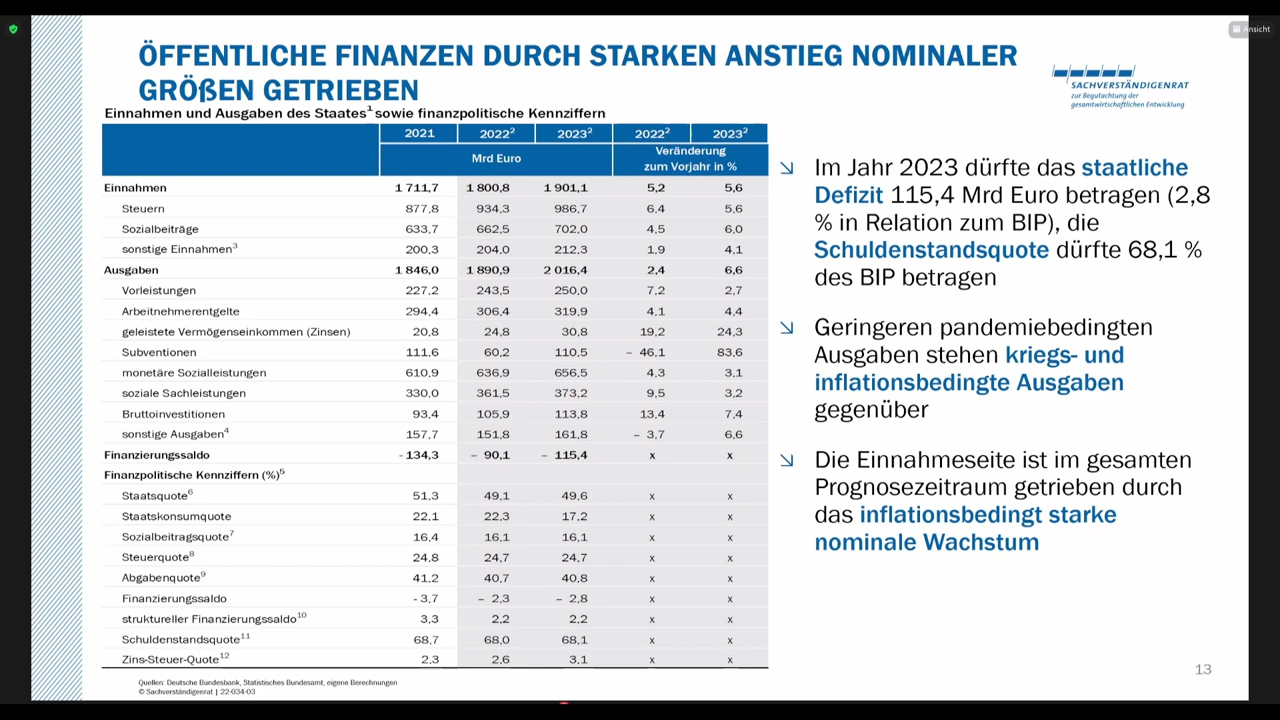 Ansicht
ÖFFENTLICHE FINANZEN DURCH STARKEN ANSTIEG NOMINALER
GRÖßEN GETRIEBEN
SACHVERSTÄNDIGENRAT
zur Begutachtung der
gesamtwirtschaftlichen Entwicklung
Einnahmen und Ausgaben des Staates¹ sowie finanzpolitische Kennziffern
2021 2022² 2023² 2022² 2023²
Mrd Euro Veränderung
zum Vorjahr in %
Einnahmen 1 711,7 1 800,8 1 901,1 5,2 5,6
Steuern 877,8 934,3 986,7 6,4 5,6
Sozialbeiträge 633,7 662,5 702,0 4,5 6,0
sonstige Einnahmen³ 200,3 204,0 212,3 1,9 4,1
Ausgaben 1 846,0 1 890,9 2 016,4 2,4 6,6
Vorleistungen 227,2 243,5 250,0 7,2 2,7
Arbeitnehmerentgelte 294,4 306,4 319,9 4,1 4,4
geleistete Vermögenseinkommen (Zinsen) 20,8 24,8 30,8 19,2 24,3
Subventionen 111,6 60,2 110,5 – 46,1 83,6
monetäre Sozialleistungen 610,9 636,9 656,5 4,3 3,1
soziale Sachleistungen 330,0 361,5 373,2 9,5 3,2
Bruttoinvestitionen 93,4 105,9 113,8 13,4 7,4
sonstige Ausgaben⁴ 157,7 151,8 161,8 – 3,7 6,6
Finanzierungssaldo - 134,3 – 90,1 – 115,4 x x
Finanzpolitische Kennziffern (%)⁵
Staatsquote⁶ 51,3 49,1 49,6 x x
Staatskonsumquote 22,1 22,3 17,2 x x
Sozialbeitragsquote⁷ 16,4 16,1 16,1 x x
Steuerquote⁸ 24,8 24,7 24,7 x x
Abgabenquote⁹ 41,2 40,7 40,8 x x
Finanzierungssaldo - 3,7 – 2,3 – 2,8 x x
struktureller Finanzierungssaldo¹⁰ 3,3 2,2 2,2 x x
Schuldenstandsquote¹¹ 68,7 68,0 68,1 x x
Zins-Steuer-Quote¹² 2,3 2,6 3,1 x x
Quellen: Deutsche Bundesbank, Statistisches Bundesamt, eigene Berechnungen
© Sachverständigenrat | 22-034-03
↘ Im Jahr 2023 dürfte das staatliche
Defizit 115,4 Mrd Euro betragen (2,8
% in Relation zum BIP), die
Schuldenstandsquote dürfte 68,1 %
des BIP betragen
↘ Geringeren pandemiebedingten
Ausgaben stehen kriegs- und
inflationsbedingte Ausgaben
gegenüber
↘ Die Einnahmeseite ist im gesamten
Prognosezeitraum getrieben durch
das inflationsbedingt starke
nominale Wachstum
13